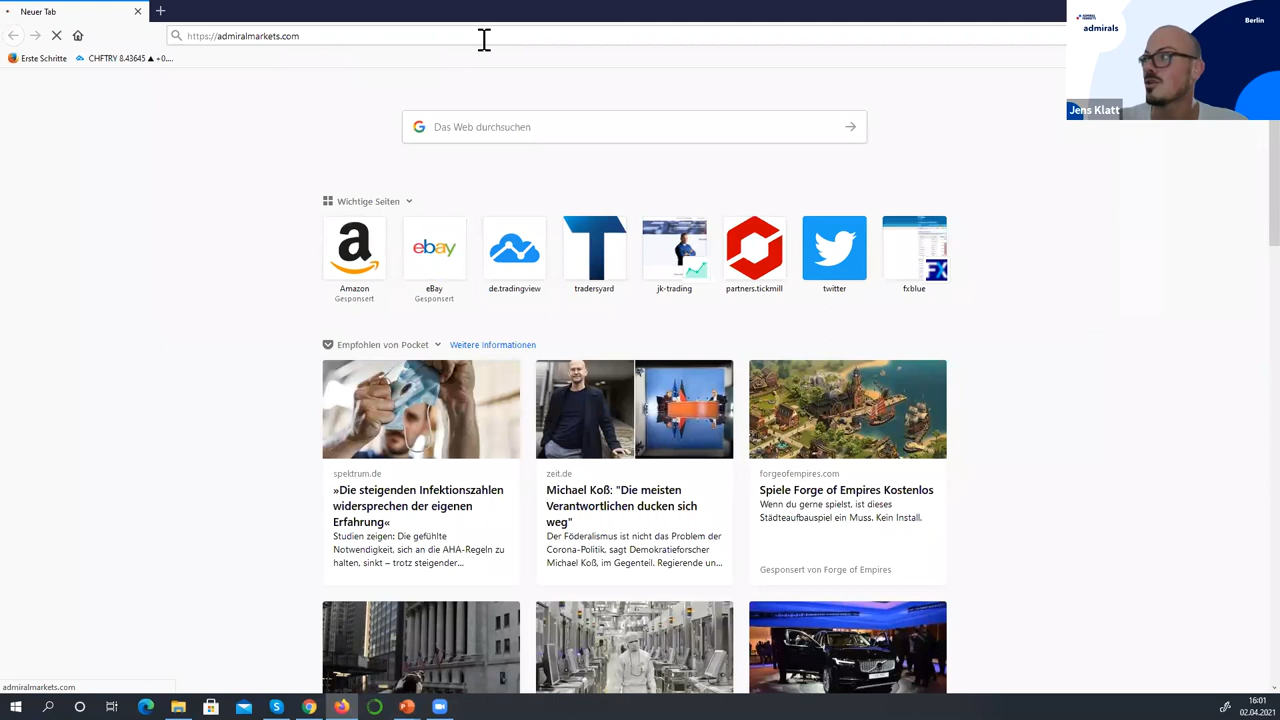 Neuer Tab
https://admiralmarkets.com
Erste Schritte
CHFTRY 8.43645 ▲ +0....
ADMIRAL MARKETS
admirals
Berlin
Jens Klatt
Das Web durchsuchen
Wichtige Seiten
Amazon
Gesponsert
eBay
Gesponsert
de.tradingview
tradersyard
jk-trading
partners.tickmill
twitter
fxblue
Empfohlen von Pocket
Weitere Informationen
spektrum.de
»Die steigenden Infektionszahlen
widersprechen der eigenen
Erfahrung«
Studien zeigen: Die gefühlte
Notwendigkeit, sich an die AHA-Regeln zu
halten, sinkt – trotz steigender...
zeit.de
Michael Koß: "Die meisten
Verantwortlichen ducken sich
weg"
Der Föderalismus ist nicht das Problem der
Corona-Politik, sagt Demokratieforscher
Michael Koß, im Gegenteil. Regierende un...
forgeofempires.com
Spiele Forge of Empires Kostenlos
Wenn du gerne spielst, ist dieses
Städteaufbauspiel ein Muss. Kein Install.
Gesponsert von Forge of Empires
admiralmarkets.com
16:01
02.04.2021